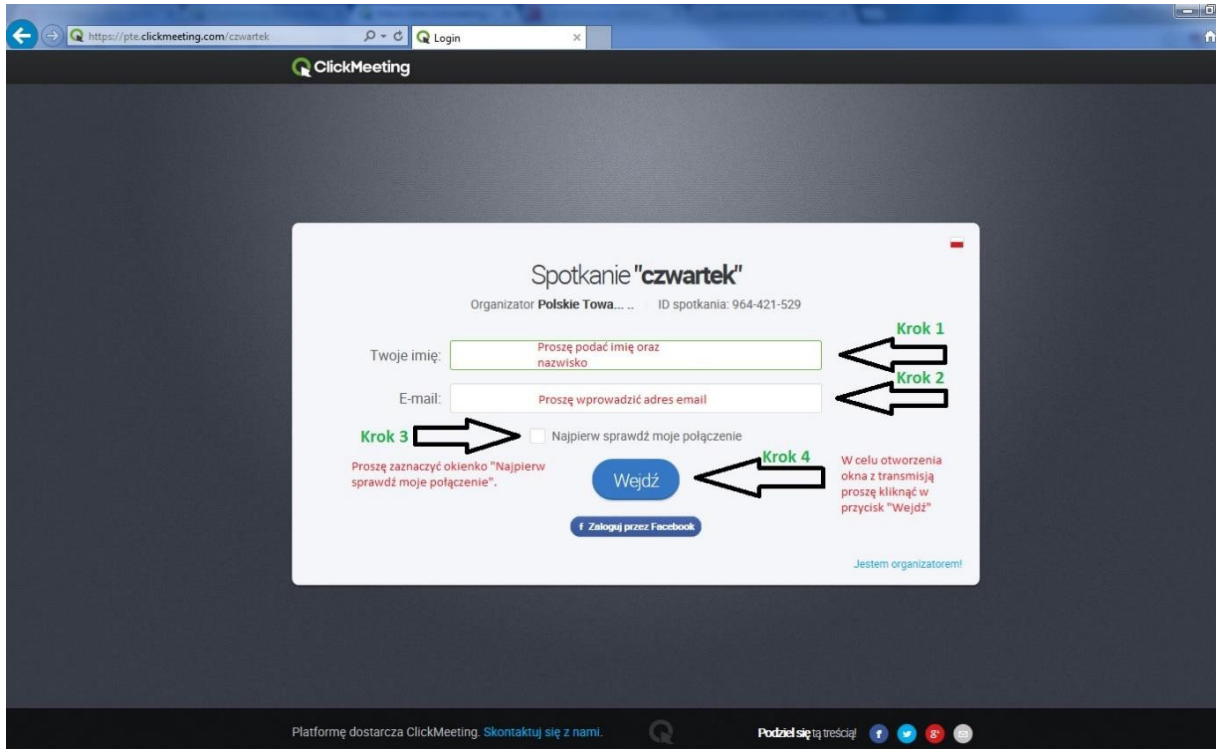 https://pte.clickmeeting.com/czwartek
Login
ClickMeeting
Spotkanie "czwartek"
Organizator Polskie Towa... .. ID spotkania: 964-421-529
Krok 1
Twoje imię:
Proszę podać imię oraz
nazwisko
Krok 2
E-mail:
Proszę wprowadzić adres email
Krok 3
Najpierw sprawdź moje połączenie
Proszę zaznaczyć okienko "Najpierw
sprawdź moje połączenie".
Wejdź
Krok 4
W celu otworzenia
okna z transmisją
proszę kliknąć w
przycisk "Wejdź"
f Zaloguj przez Facebook
Jestem organizatorem!
Platformę dostarcza ClickMeeting. Skontaktuj się z nami.
Podziel się tą treścią!